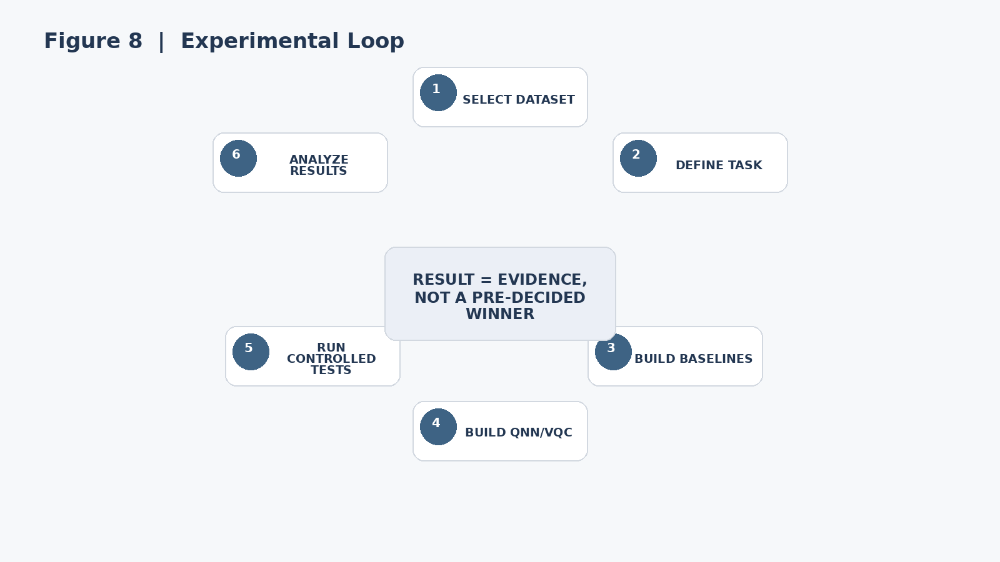 Figure 8 | Experimental Loop
1
SELECT DATASET
2
DEFINE TASK
3
BUILD BASELINES
4
BUILD QNN/VQC
5
RUN
CONTROLLED
TESTS
6
ANALYZE
RESULTS
RESULT = EVIDENCE,
NOT A PRE-DECIDED
WINNER